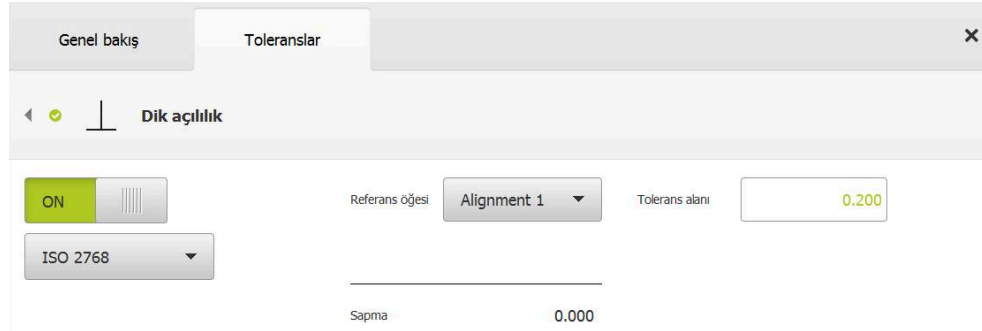 Genel bakış
Toleranslar
Dik açılılık
ON
Referans öğesi
Alignment 1
Tolerans alanı
0.200
ISO 2768
Sapma
0.000